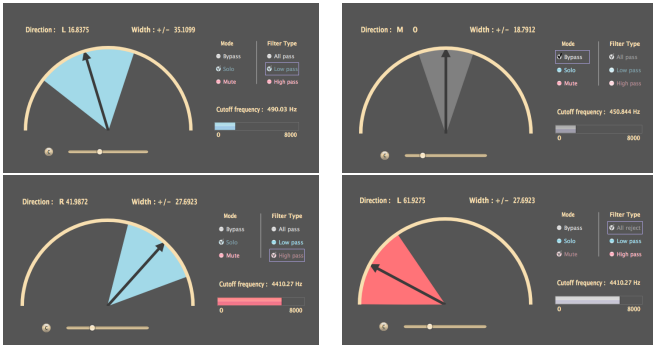 Direction : L 16.8375 Width : +/- 35.1099
Mode Filter Type
Bypass All pass
Solo Low pass
Mute High pass
Cutoff frequency : 490.03 Hz
0 8000
C
Direction : M 0 Width : +/- 18.7912
Mode Filter Type
Bypass All pass
Solo Low pass
Mute High pass
Cutoff frequency : 450.844 Hz
0 8000
C
Direction : R 41.9872 Width : +/- 27.6923
Mode Filter Type
Bypass All pass
Solo Low pass
Mute High pass
Cutoff frequency : 4410.27 Hz
0 8000
C
Direction : L 61.9275 Width : +/- 27.6923
Mode Filter Type
Bypass All reject
Solo Low pass
Mute High pass
Cutoff frequency : 4410.27 Hz
0 8000
C